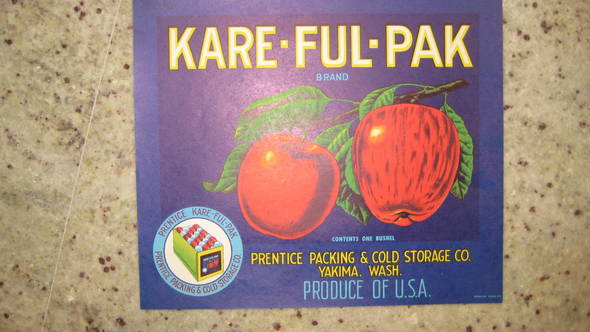 KARE-FUL-PAK
BRAND
CONTENTS ONE BUSHEL
PRENTICE KARE-FUL-PAK
PRENTICE PACKING & COLD STORAGE CO.
PRENTICE PACKING & COLD STORAGE CO.
YAKIMA, WASH.
PRODUCE OF U.S.A.